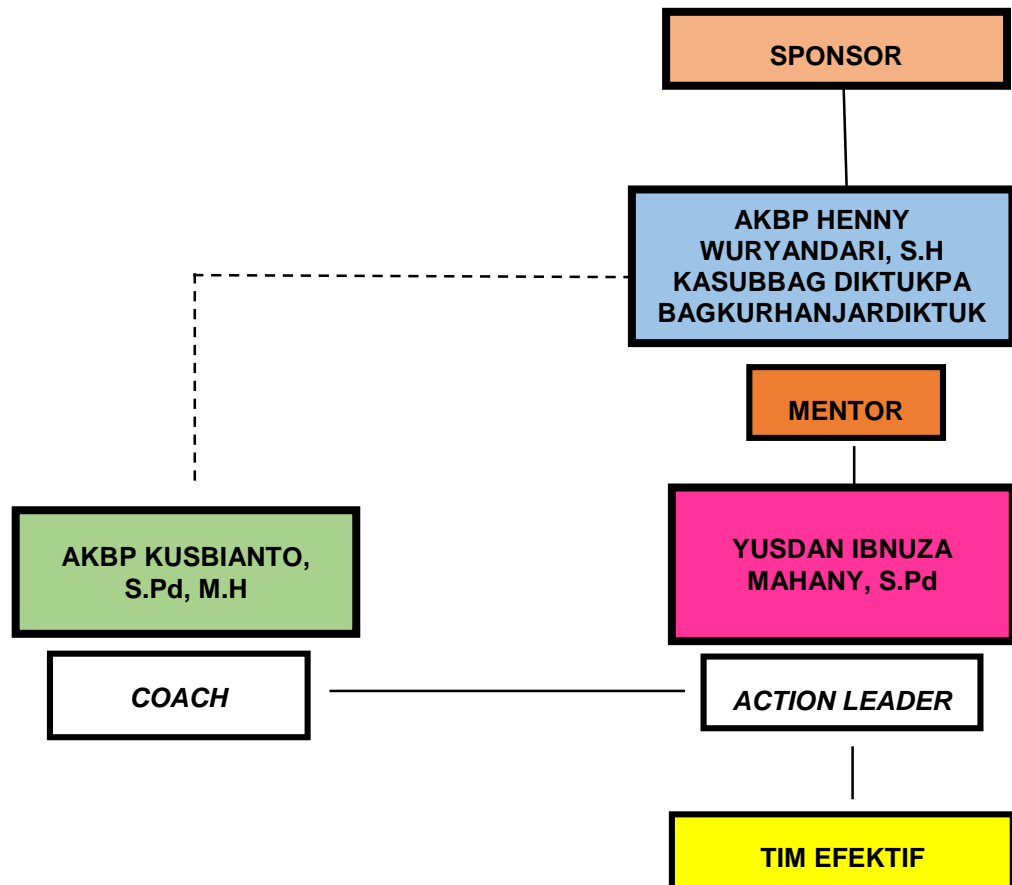 SPONSOR
AKBP HENNY
WURYANDARI, S.H
KASUBBAG DIKTUKPA
BAGKURHANJARDIKTUK
MENTOR
AKBP KUSBIANTO,
S.Pd, M.H
YUSDAN IBNUZA
MAHANY, S.Pd
COACH
ACTION LEADER
TIM EFEKTIF